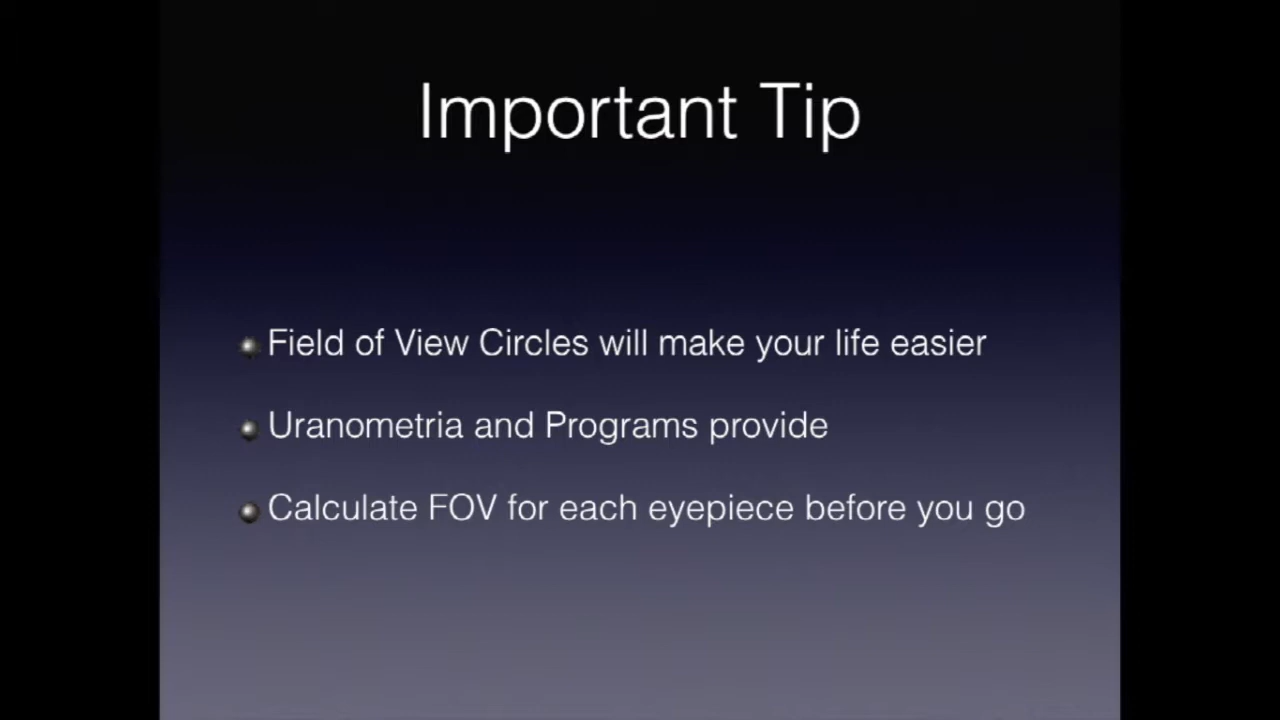 Important Tip
Field of View Circles will make your life easier
Uranometria and Programs provide
Calculate FOV for each eyepiece before you go